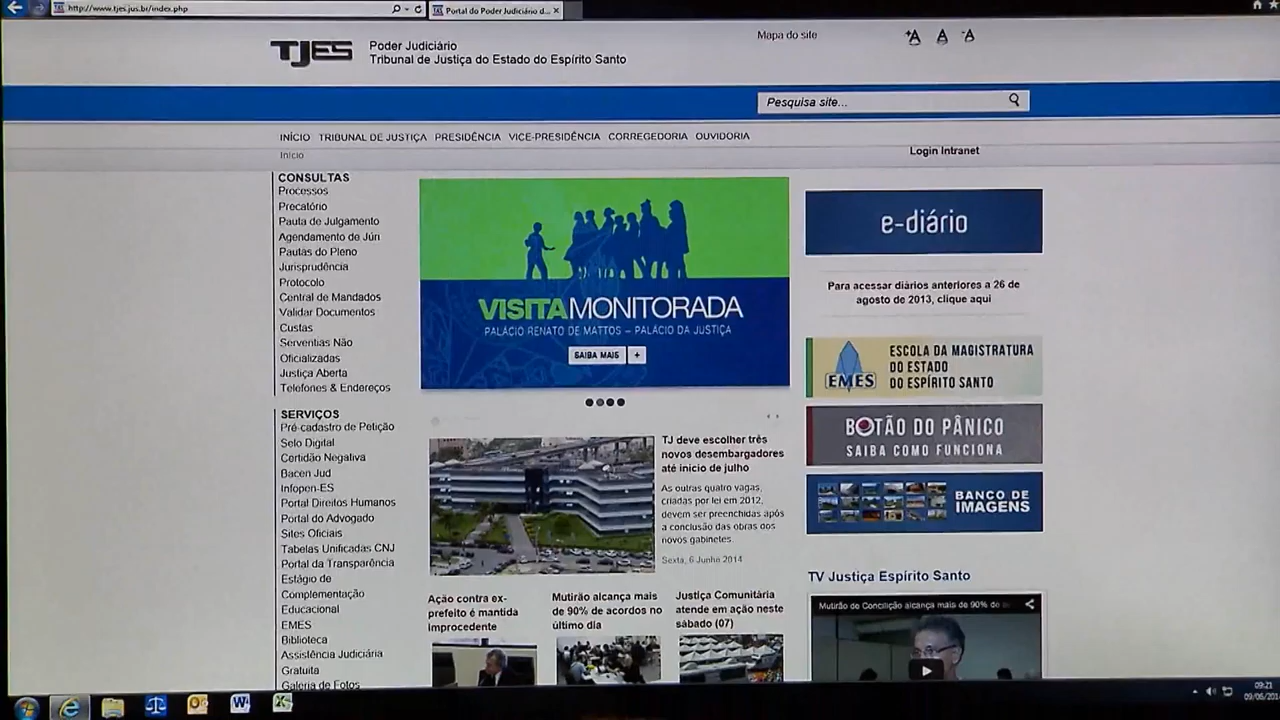 http://www.tjes.jus.br/index.php
Portal do Poder Judiciário d...
TJES
Poder Judiciário
Tribunal de Justiça do Estado do Espírito Santo
Mapa do site
+A A -A
Pesquisa site...
INÍCIO TRIBUNAL DE JUSTIÇA PRESIDÊNCIA VICE-PRESIDÊNCIA CORREGEDORIA OUVIDORIA
Início
Login Intranet
CONSULTAS
Processos
Precatório
Pauta de Julgamento
Agendamento de Júri
Pautas do Pleno
Jurisprudência
Protocolo
Central de Mandados
Validar Documentos
Custas
Serventias Não
Oficializadas
Justiça Aberta
Telefones & Endereços
SERVIÇOS
Pré-cadastro de Petição
Selo Digital
Certidão Negativa
Bacen Jud
Infopen-ES
Portal Direitos Humanos
Portal do Advogado
Sites Oficiais
Tabelas Unificadas CNJ
Portal da Transparência
Estágio de
Complementação
Educacional
EMES
Biblioteca
Assistência Judiciária
Gratuita
Galeria de Fotos
VISITAMONITORADA
PALÁCIO RENATO DE MATTOS – PALÁCIO DA JUSTIÇA
SAIBA MAIS +
TJ deve escolher três
novos desembargadores
até início de julho
As outras quatro vagas,
criadas por lei em 2012,
devem ser preenchidas após
a conclusão das obras dos
novos gabinetes.
Sexta, 6 Junho 2014
Ação contra ex-
prefeito é mantida
improcedente
Mutirão alcança mais
de 90% de acordos no
último dia
Justiça Comunitária
atende em ação neste
sábado (07)
e-diário
Para acessar diários anteriores a 26 de
agosto de 2013, clique aqui
EMES
ESCOLA DA MAGISTRATURA
DO ESTADO
DO ESPÍRITO SANTO
BOTÃO DO PÂNICO
SAIBA COMO FUNCIONA
BANCO DE
IMAGENS
TV Justiça Espírito Santo
Mutirão de Concilição alcança mais de 90% de
09:21